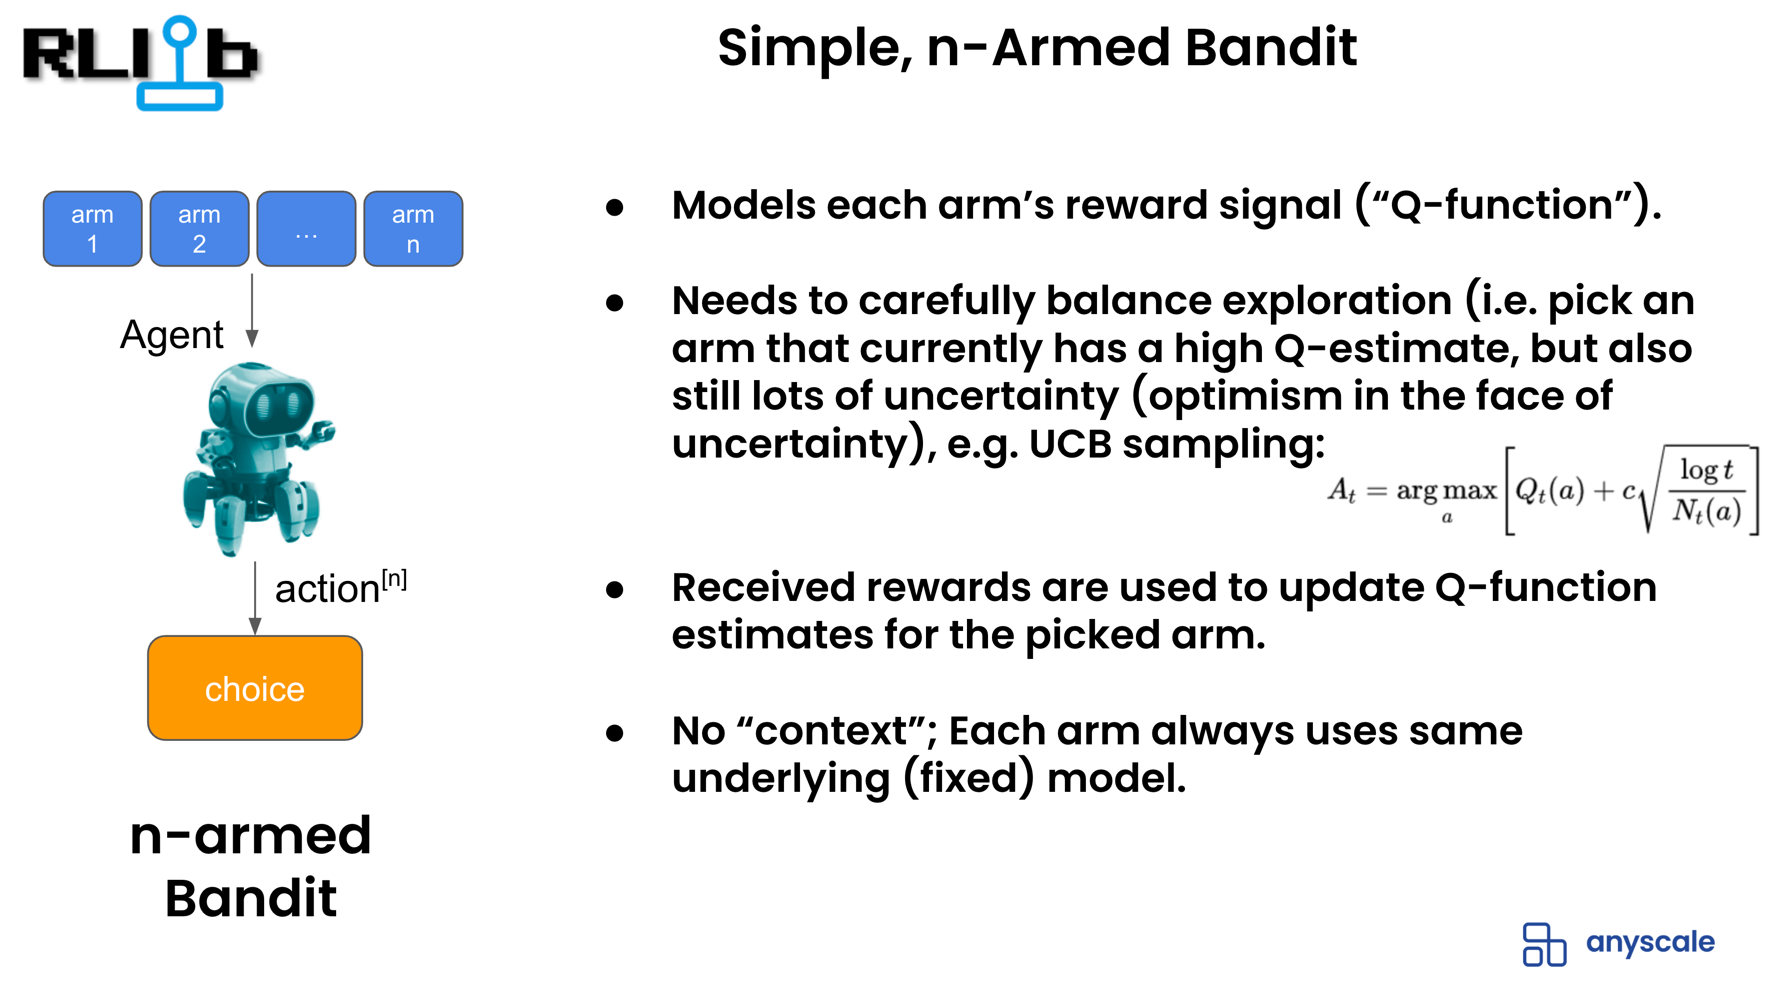 RLlib
Simple, n-Armed Bandit
arm
1
arm
2
...
arm
n
Agent
action[n]
choice
n-armed
Bandit
● Models each arm’s reward signal (“Q-function”).
● Needs to carefully balance exploration (i.e. pick an
arm that currently has a high Q-estimate, but also
still lots of uncertainty (optimism in the face of
uncertainty), e.g. UCB sampling:
A_t = arg max_a [ Q_t(a) + c √( log t / N_t(a) ) ]
● Received rewards are used to update Q-function
estimates for the picked arm.
● No “context”; Each arm always uses same
underlying (fixed) model.
anyscale